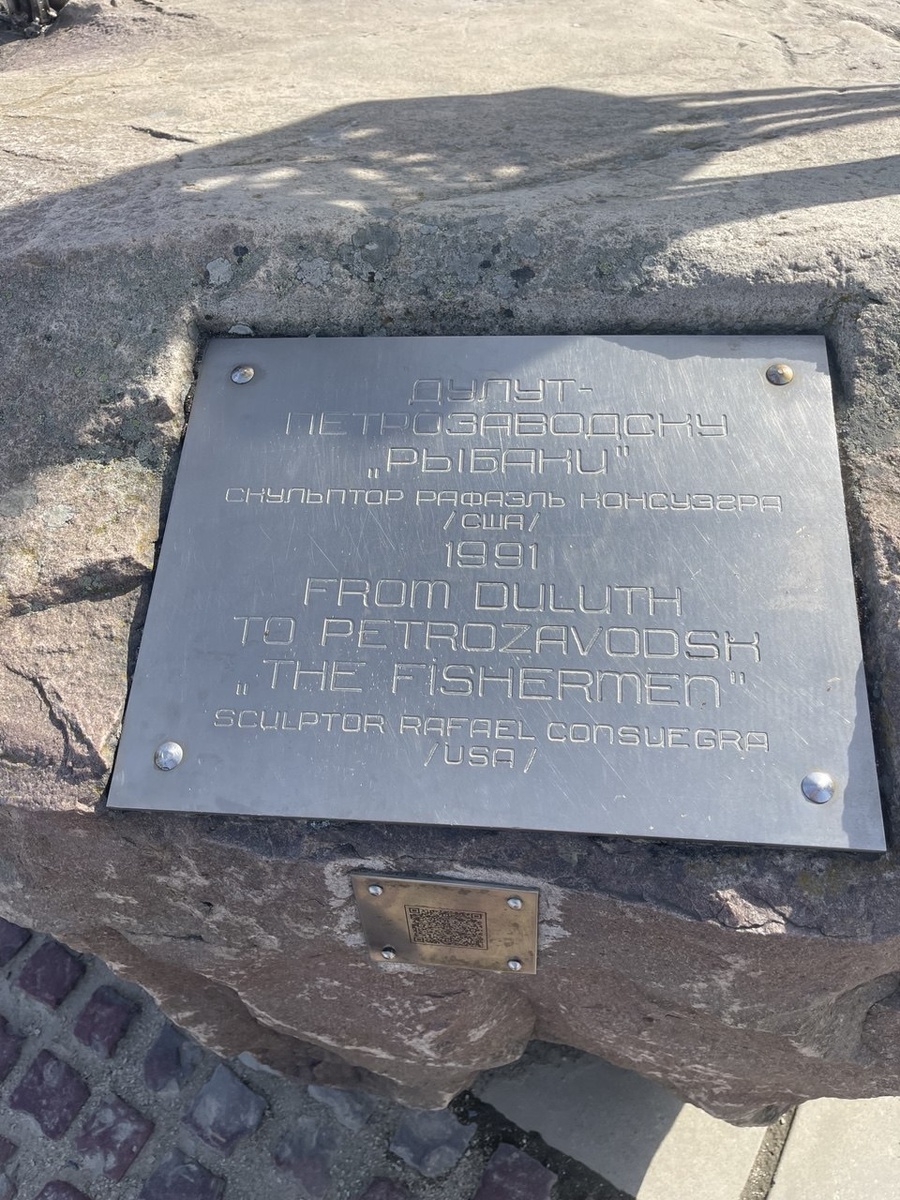 ДУЛУТ-
ПЕТРОЗАВОДСКУ
„РЫБАКИ"
СКУЛЬПТОР РАФАЭЛЬ КОНСУЭГРА
/США/
1991
FROM DULUTH
TO PETROZAVODSK
„THE FISHERMEN"
SCULPTOR RAFAEL CONSUEGRA
/USA/